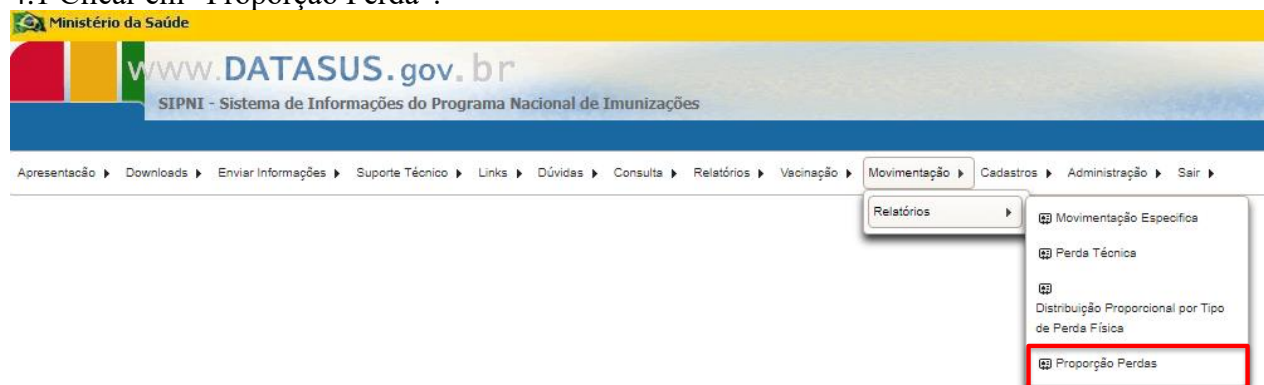 4.1 Clicar em "Proporção Perda".
Ministério da Saúde
www.DATASUS.gov.br
SIPNI - Sistema de Informações do Programa Nacional de Imunizações
Apresentacão Downloads Enviar Informações Suporte Técnico Links Dúvidas Consulta Relatórios Vacinação Movimentação Cadastros Administração Sair
Relatórios
Movimentação Especifica
Perda Técnica
Distribuição Proporcional por Tipo
de Perda Física
Proporção Perdas